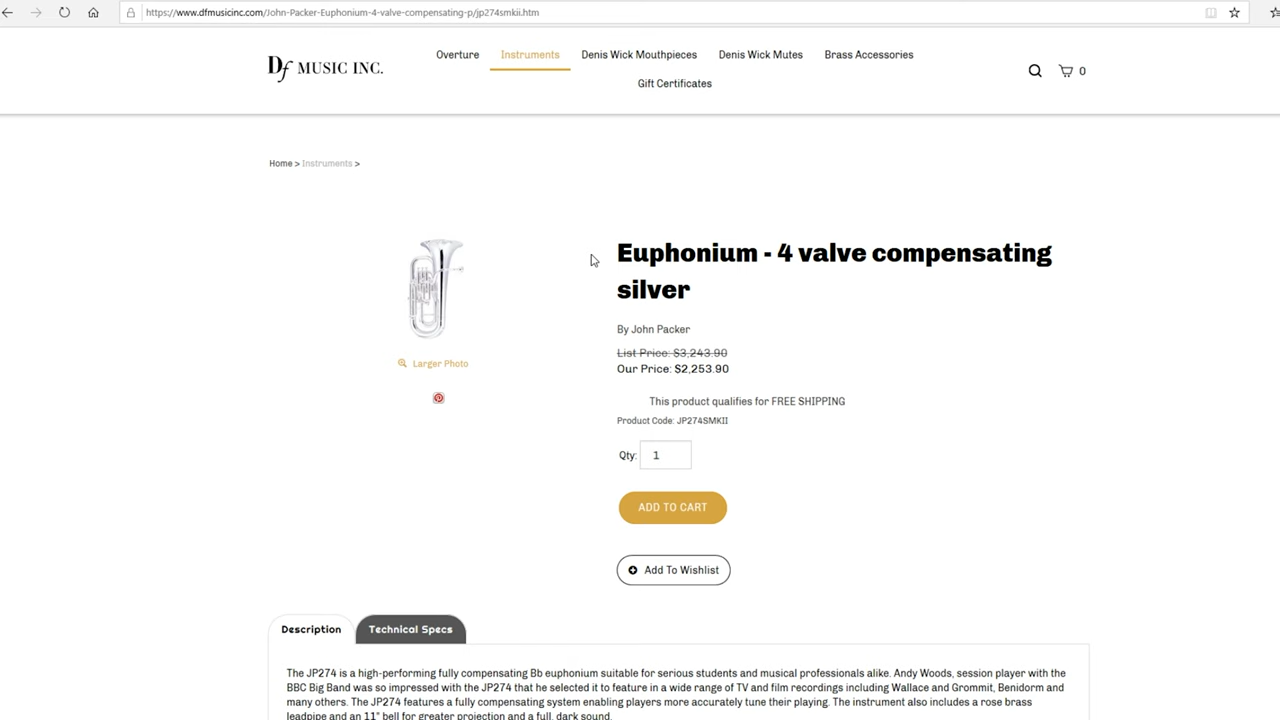 https://www.dfmusicinc.com/John-Packer-Euphonium-4-valve-compensating-p/jp274smkii.htm
Df MUSIC INC.
Overture Instruments Denis Wick Mouthpieces Denis Wick Mutes Brass Accessories
Gift Certificates
0
Home > Instruments >
Euphonium - 4 valve compensating
silver
By John Packer
List Price: $3,243.90
Our Price: $2,253.90
Larger Photo
This product qualifies for FREE SHIPPING
Product Code: JP274SMKII
Qty: 1
ADD TO CART
Add To Wishlist
Description Technical Specs
The JP274 is a high-performing fully compensating Bb euphonium suitable for serious students and musical professionals alike. Andy Woods, session player with the
BBC Big Band was so impressed with the JP274 that he selected it to feature in a wide range of TV and film recordings including Wallace and Grommit, Benidorm and
many others. The JP274 features a fully compensating system enabling players more accurately tune their playing. The instrument also includes a rose brass
leadpipe and an 11" bell for greater projection and a full, dark sound.